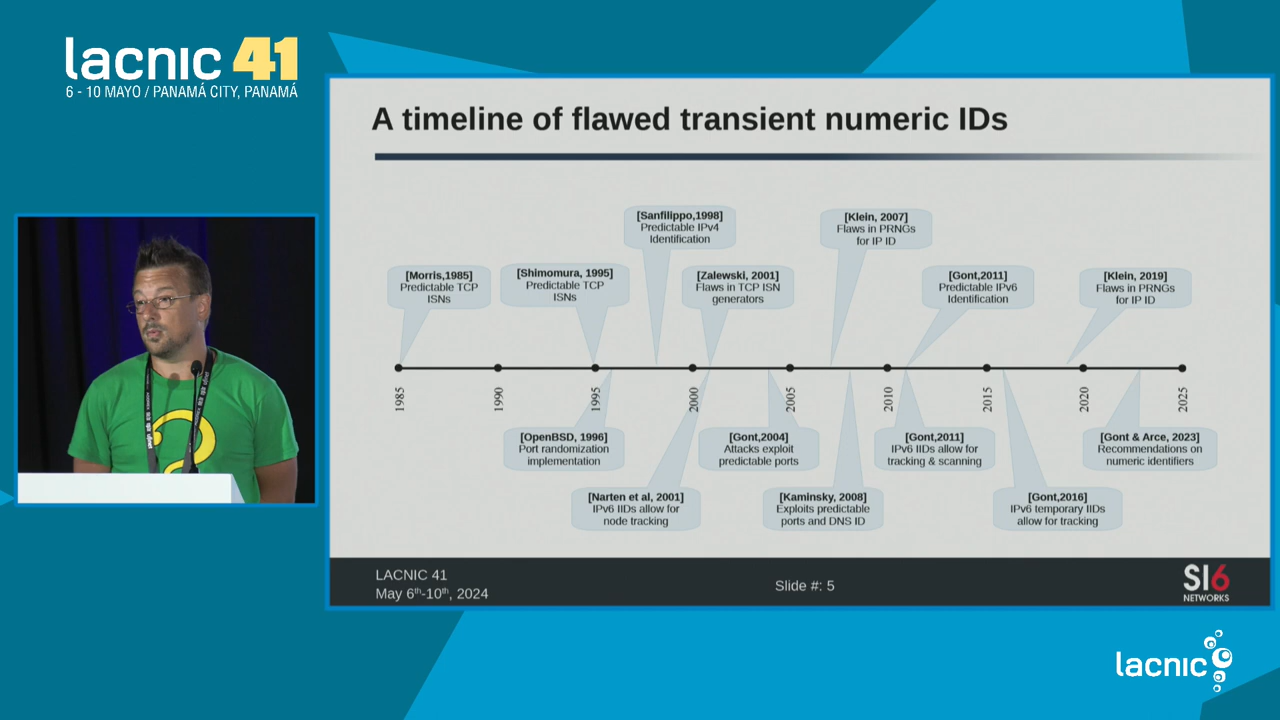 lacnic 41
6 - 10 MAYO / PANAMÁ CITY, PANAMÁ
A timeline of flawed transient numeric IDs
[Sanfilippo,1998]
Predictable IPv4
Identification
[Klein, 2007]
Flaws in PRNGs
for IP ID
[Morris,1985]
Predictable TCP
ISNs
[Shimomura, 1995]
Predictable TCP
ISNs
[Zalewski, 2001]
Flaws in TCP ISN
generators
[Gont,2011]
Predictable IPv6
Identification
[Klein, 2019]
Flaws in PRNGs
for IP ID
1985
1990
1995
2000
2005
2010
2015
2020
2025
[OpenBSD, 1996]
Port randomization
implementation
[Gont,2004]
Attacks exploit
predictable ports
[Gont,2011]
IPv6 IIDs allow for
tracking & scanning
[Gont & Arce, 2023]
Recommendations on
numeric identifiers
[Narten et al, 2001]
IPv6 IIDs allow for
node tracking
[Kaminsky, 2008]
Exploits predictable
ports and DNS ID
[Gont,2016]
IPv6 temporary IIDs
allow for tracking
LACNIC 41
May 6th-10th, 2024
Slide #: 5
SI6
NETWORKS
?
lacnic